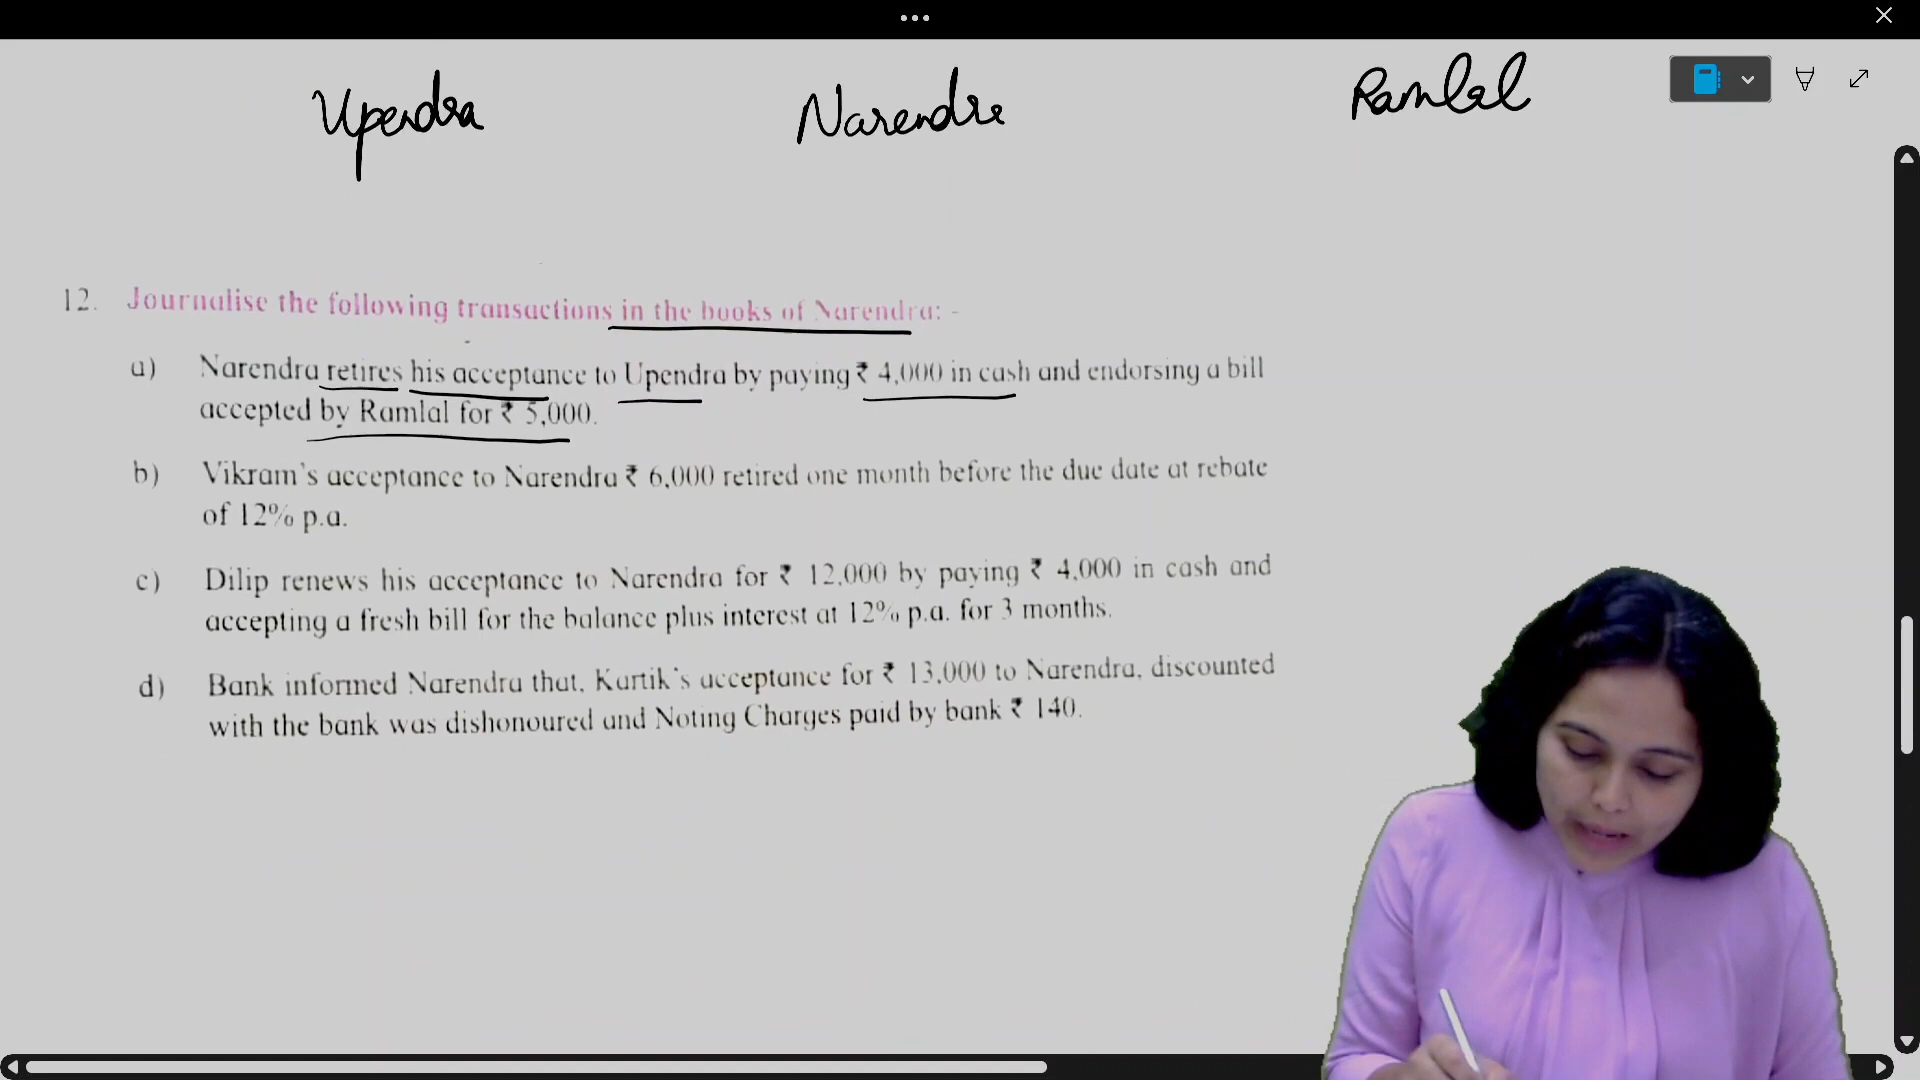 Upendra Narendra Ramlal
12. Journalise the following transactions in the books of Narendra: -
a) Narendra retires his acceptance to Upendra by paying ₹ 4,000 in cash and endorsing a bill
accepted by Ramlal for ₹ 5,000.
b) Vikram's acceptance to Narendra ₹ 6,000 retired one month before the due date at rebate
of 12% p.a.
c) Dilip renews his acceptance to Narendra for ₹ 12,000 by paying ₹ 4,000 in cash and
accepting a fresh bill for the balance plus interest at 12% p.a. for 3 months.
d) Bank informed Narendra that, Kartik's acceptance for ₹ 13,000 to Narendra, discounted
with the bank was dishonoured and Noting Charges paid by bank ₹ 140.